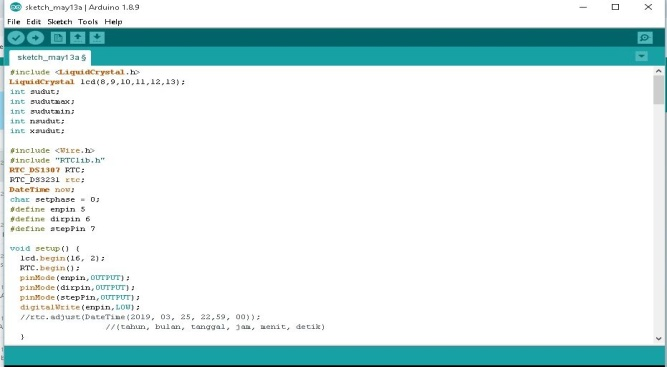 sketch_may13a | Arduino 1.8.9
File Edit Sketch Tools Help
sketch_may13a §
#include <LiquidCrystal.h>
LiquidCrystal lcd(8,9,10,11,12,13);
int sudut;
int sudutmax;
int sudutmin;
int nsudut;
int xsudut;
#include <Wire.h>
#include "RTClib.h"
RTC_DS1307 RTC;
RTC_DS3231 rtc;
DateTime now;
char setphase = 0;
#define enpin 5
#define dirpin 6
#define stepPin 7
void setup() {
lcd.begin(16, 2);
RTC.begin();
pinMode(enpin,OUTPUT);
pinMode(dirpin,OUTPUT);
pinMode(stepPin,OUTPUT);
digitalWrite(enpin,LOW);
//rtc.adjust(DateTime(2019, 03, 25, 22,59, 00));
//(tahun, bulan, tanggal, jam, menit, detik)
}